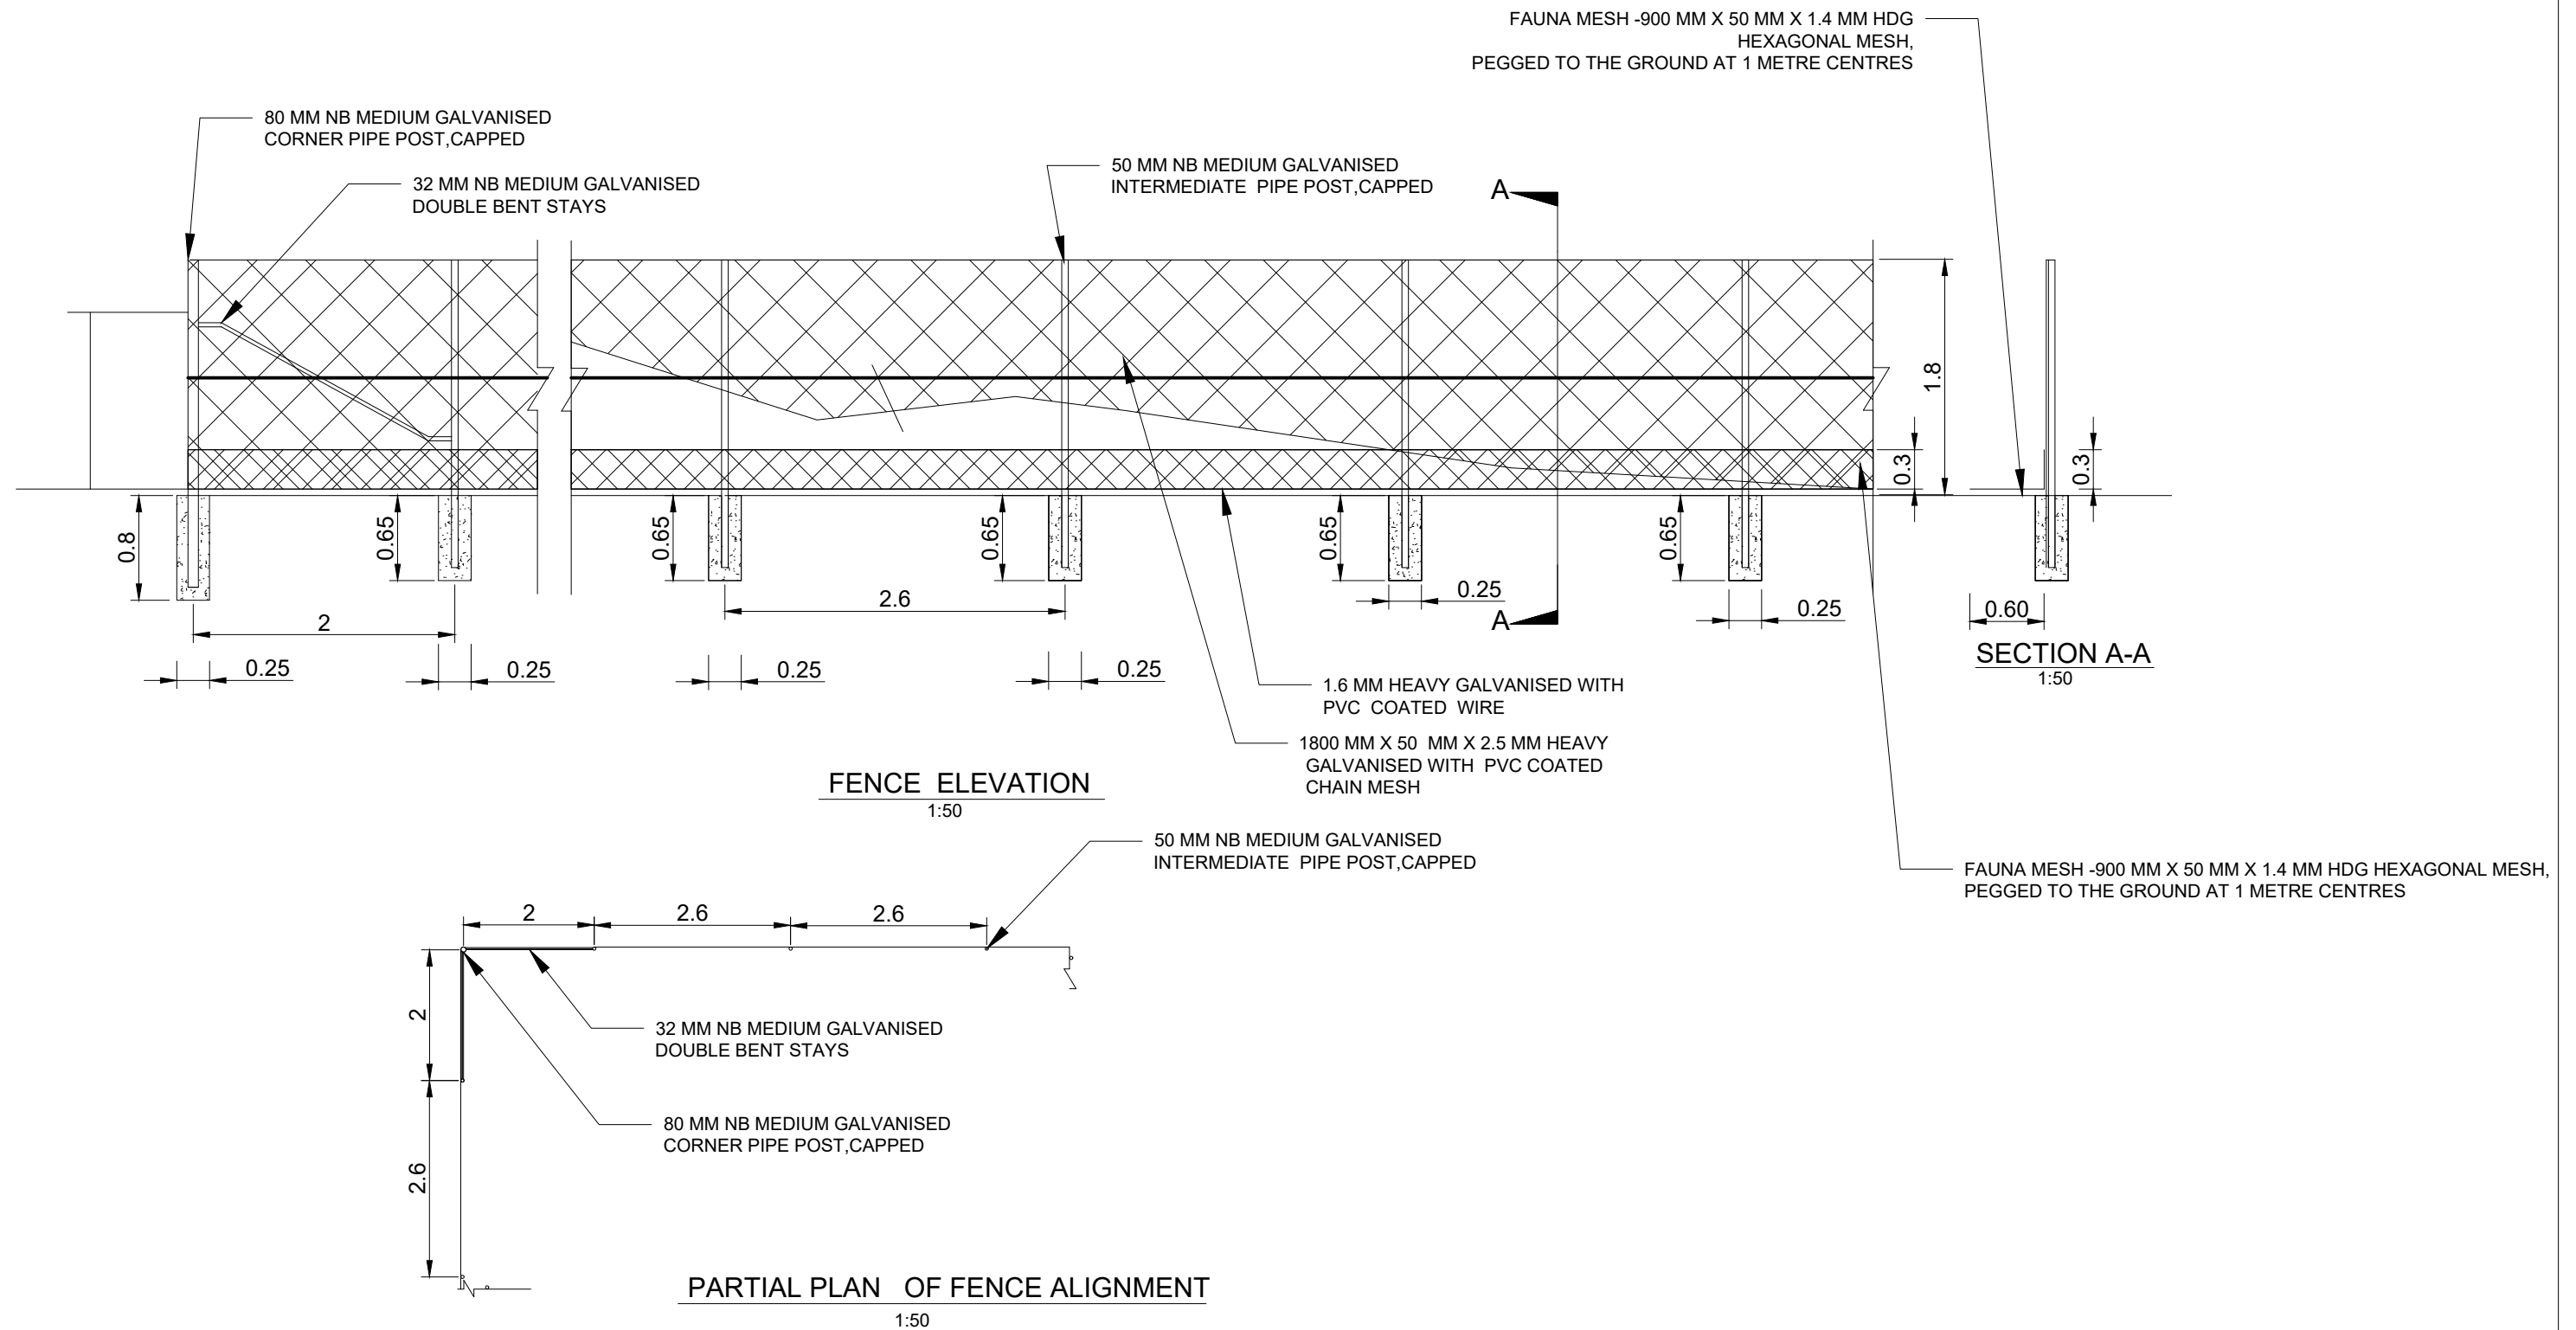 FAUNA MESH -900 MM X 50 MM X 1.4 MM HDG
HEXAGONAL MESH,
PEGGED TO THE GROUND AT 1 METRE CENTRES
80 MM NB MEDIUM GALVANISED
CORNER PIPE POST,CAPPED
32 MM NB MEDIUM GALVANISED
DOUBLE BENT STAYS
50 MM NB MEDIUM GALVANISED
INTERMEDIATE PIPE POST,CAPPED
A
1.8
0.3
0.3
0.8
0.65
0.65
0.65
0.65
0.65
2
2.6
0.25
0.25
0.60
A
0.25
0.25
0.25
0.25
SECTION A-A
1:50
1.6 MM HEAVY GALVANISED WITH
PVC COATED WIRE
1800 MM X 50 MM X 2.5 MM HEAVY
GALVANISED WITH PVC COATED
CHAIN MESH
FENCE ELEVATION
1:50
50 MM NB MEDIUM GALVANISED
INTERMEDIATE PIPE POST,CAPPED
FAUNA MESH -900 MM X 50 MM X 1.4 MM HDG HEXAGONAL MESH,
PEGGED TO THE GROUND AT 1 METRE CENTRES
2
2.6
2.6
2
32 MM NB MEDIUM GALVANISED
DOUBLE BENT STAYS
80 MM NB MEDIUM GALVANISED
CORNER PIPE POST,CAPPED
2.6
PARTIAL PLAN OF FENCE ALIGNMENT
1:50